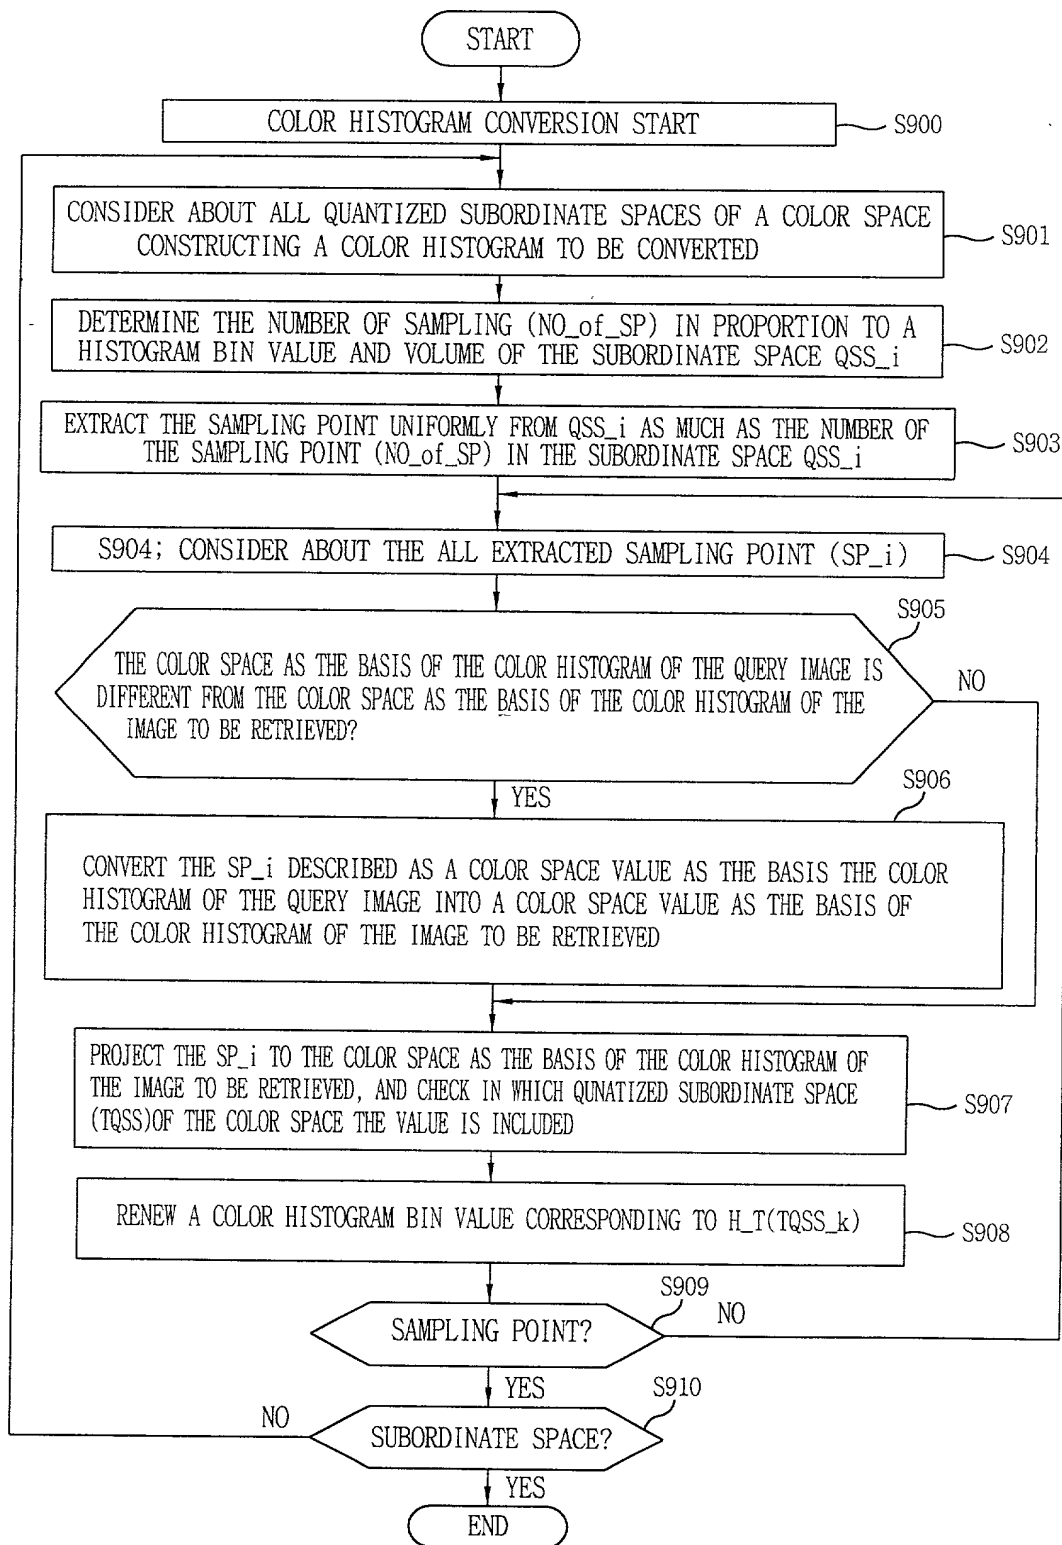 START
COLOR HISTOGRAM CONVERSION START
S900
CONSIDER ABOUT ALL QUANTIZED SUBORDINATE SPACES OF A COLOR SPACE
CONSTRUCTING A COLOR HISTOGRAM TO BE CONVERTED
S901
DETERMINE THE NUMBER OF SAMPLING (NO_of_SP) IN PROPORTION TO A
HISTOGRAM BIN VALUE AND VOLUME OF THE SUBORDINATE SPACE QSS_i
S902
EXTRACT THE SAMPLING POINT UNIFORMLY FROM QSS_i AS MUCH AS THE NUMBER OF
THE SAMPLING POINT (NO_of_SP) IN THE SUBORDINATE SPACE QSS_i
S903
S904; CONSIDER ABOUT THE ALL EXTRACTED SAMPLING POINT (SP_i)
S904
S905
THE COLOR SPACE AS THE BASIS OF THE COLOR HISTOGRAM OF THE QUERY IMAGE IS
DIFFERENT FROM THE COLOR SPACE AS THE BASIS OF THE COLOR HISTOGRAM OF THE
IMAGE TO BE RETRIEVED?
NO
YES
S906
CONVERT THE SP_i DESCRIBED AS A COLOR SPACE VALUE AS THE BASIS THE COLOR
HISTOGRAM OF THE QUERY IMAGE INTO A COLOR SPACE VALUE AS THE BASIS OF
THE COLOR HISTOGRAM OF THE IMAGE TO BE RETRIEVED
PROJECT THE SP_i TO THE COLOR SPACE AS THE BASIS OF THE COLOR HISTOGRAM OF
THE IMAGE TO BE RETRIEVED, AND CHECK IN WHICH QUNATIZED SUBORDINATE SPACE
(TQSS)OF THE COLOR SPACE THE VALUE IS INCLUDED
S907
RENEW A COLOR HISTOGRAM BIN VALUE CORRESPONDING TO H_T(TQSS_k)
S908
S909
SAMPLING POINT?
NO
YES
S910
NO
SUBORDINATE SPACE?
YES
END